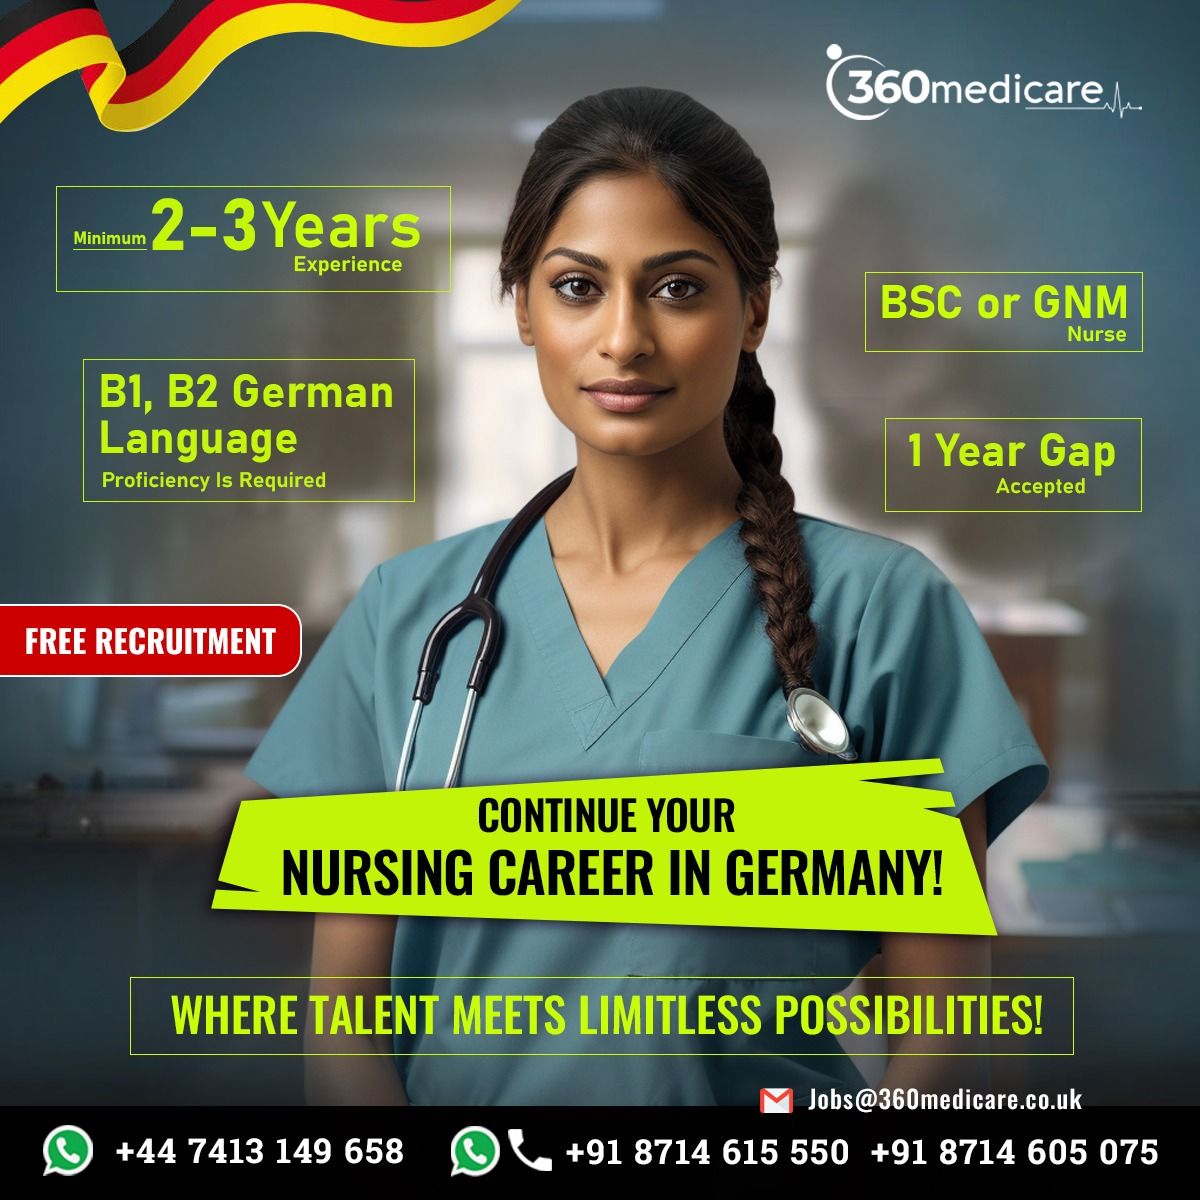 360medicare
Minimum 2-3 Years
Experience
BSC or GNM
Nurse
B1, B2 German
Language
Proficiency Is Required
1 Year Gap
Accepted
FREE RECRUITMENT
CONTINUE YOUR
NURSING CAREER IN GERMANY!
WHERE TALENT MEETS LIMITLESS POSSIBILITIES!
Jobs@360medicare.co.uk
+44 7413 149 658
+91 8714 615 550 +91 8714 605 075